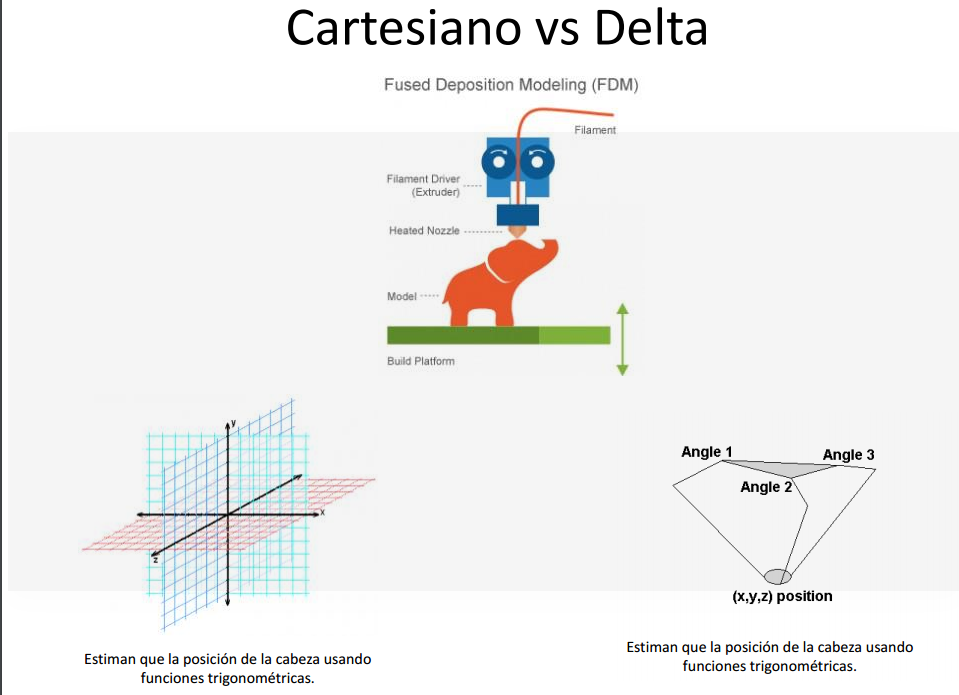 Cartesiano vs Delta
Fused Deposition Modeling (FDM)
Filament
Filament Driver
(Extruder)
Heated Nozzle
Model
Build Platform
y
x
z
Estiman que la posición de la cabeza usando
funciones trigonométricas.
Angle 1
Angle 3
Angle 2
(x,y,z) position
Estiman que la posición de la cabeza usando
funciones trigonométricas.